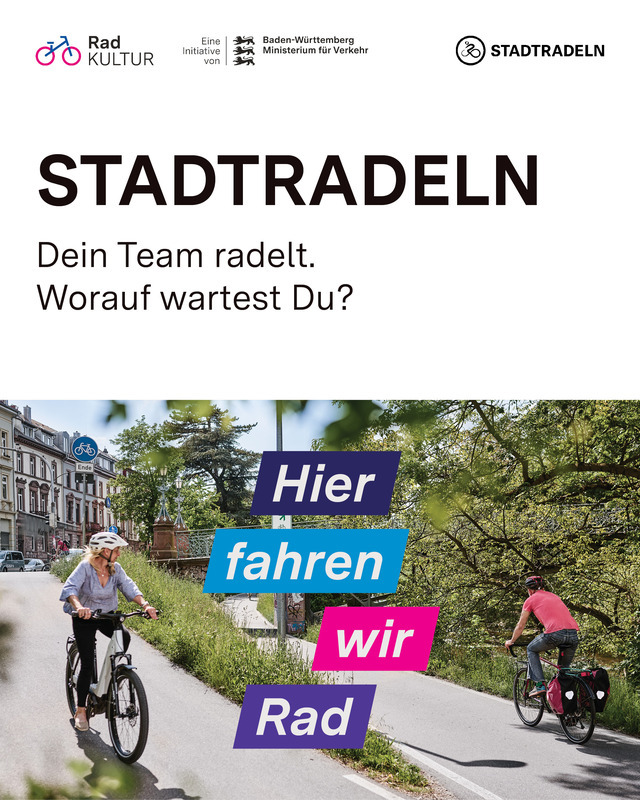 Rad
KULTUR
Eine
Initiative
von
Baden-Württemberg
Ministerium für Verkehr
STADTRADELN
STADTRADELN
Dein Team radelt.
Worauf wartest Du?
Ende
Hier
fahren
wir
Rad